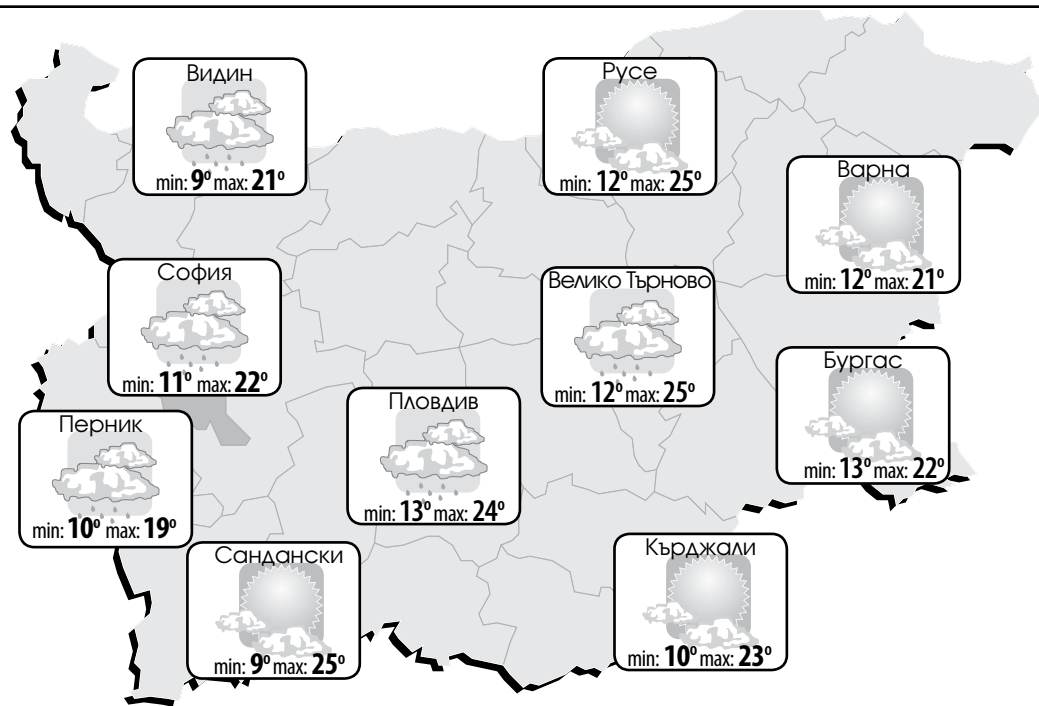 Видин
min: 9° max: 21°
Русе
min: 12° max: 25°
Варна
min: 12° max: 21°
София
min: 11° max: 22°
Велико Търново
min: 12° max: 25°
Бургас
min: 13° max: 22°
Пловдив
min: 13° max: 24°
Перник
min: 10° max: 19°
Сандански
min: 9° max: 25°
Кърджали
min: 10° max: 23°